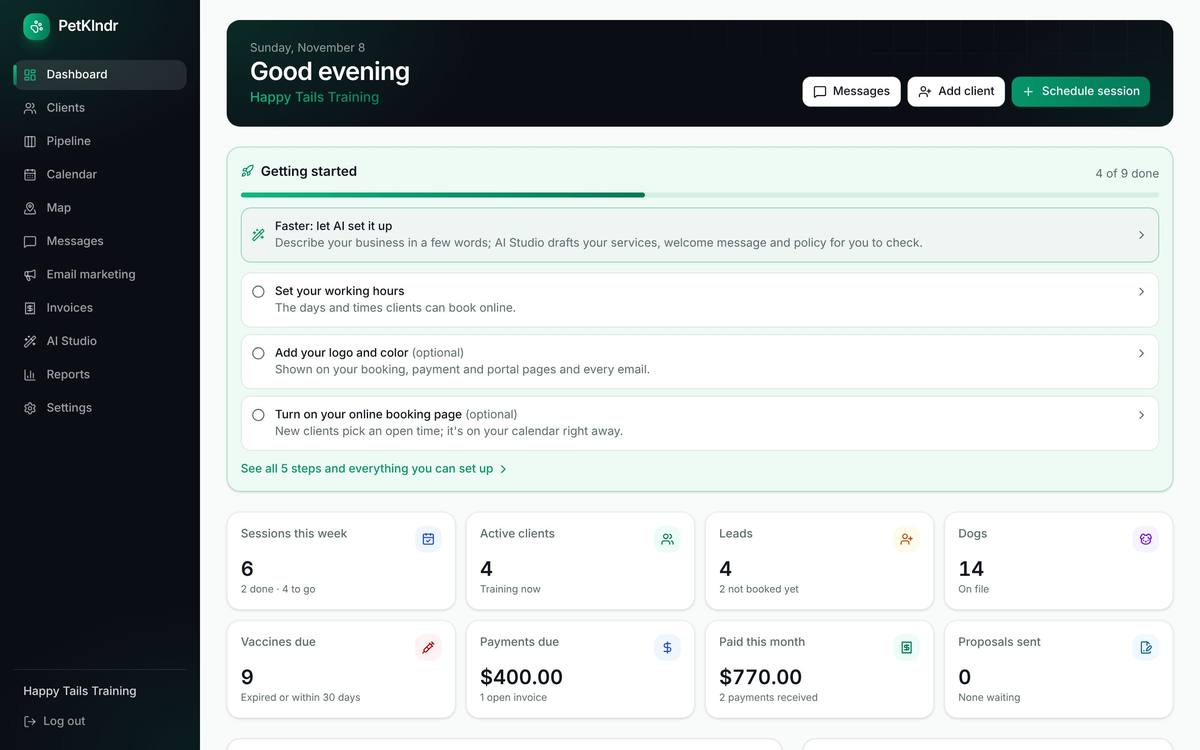 PetKIndr
Dashboard
Clients
Pipeline
Calendar
Map
Messages
Email marketing
Invoices
AI Studio
Reports
Settings
Happy Tails Training
Log out
Sunday, November 8
Good evening
Happy Tails Training
Messages
Add client
Schedule session
Getting started
4 of 9 done
Faster: let AI set it up
Describe your business in a few words; AI Studio drafts your services, welcome message and policy for you to check.
Set your working hours
The days and times clients can book online.
Add your logo and color (optional)
Shown on your booking, payment and portal pages and every email.
Turn on your online booking page (optional)
New clients pick an open time; it's on your calendar right away.
See all 5 steps and everything you can set up
Sessions this week
6
2 done · 4 to go
Active clients
4
Training now
Leads
4
2 not booked yet
Dogs
14
On file
Vaccines due
9
Expired or within 30 days
Payments due
$400.00
1 open invoice
Paid this month
$770.00
2 payments received
Proposals sent
0
None waiting